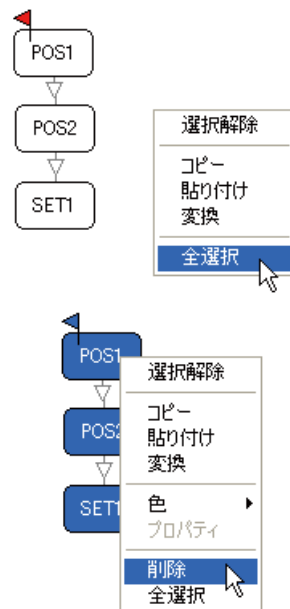 POS1
POS2
SET1
選択解除
コピー
貼り付け
変換
全選択
POS1
POS2
SET1
選択解除
コピー
貼り付け
変換
色
プロパティ
削除
全選択